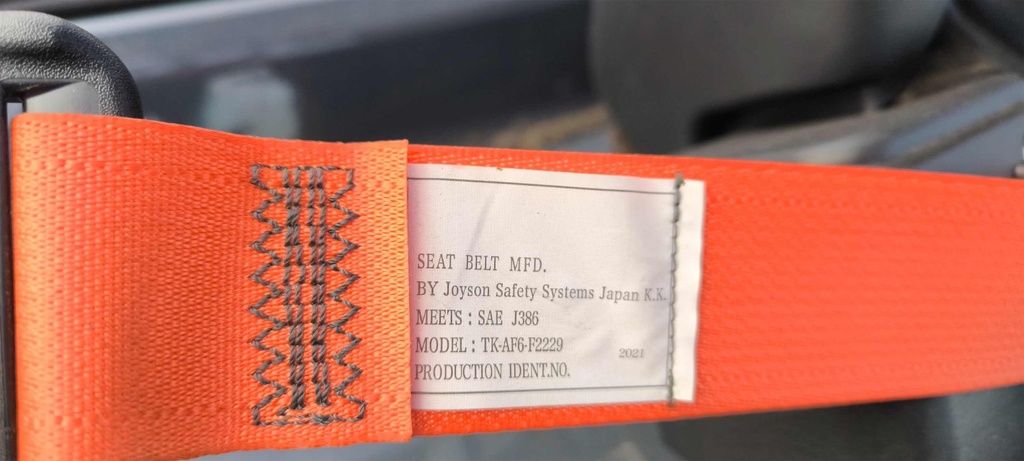 SEAT BELT MFD.
BY Joyson Safety Systems Japan K.K.
MEETS : SAE J386
MODEL : TK-AF6-F2229
2021
PRODUCTION IDENT.NO.